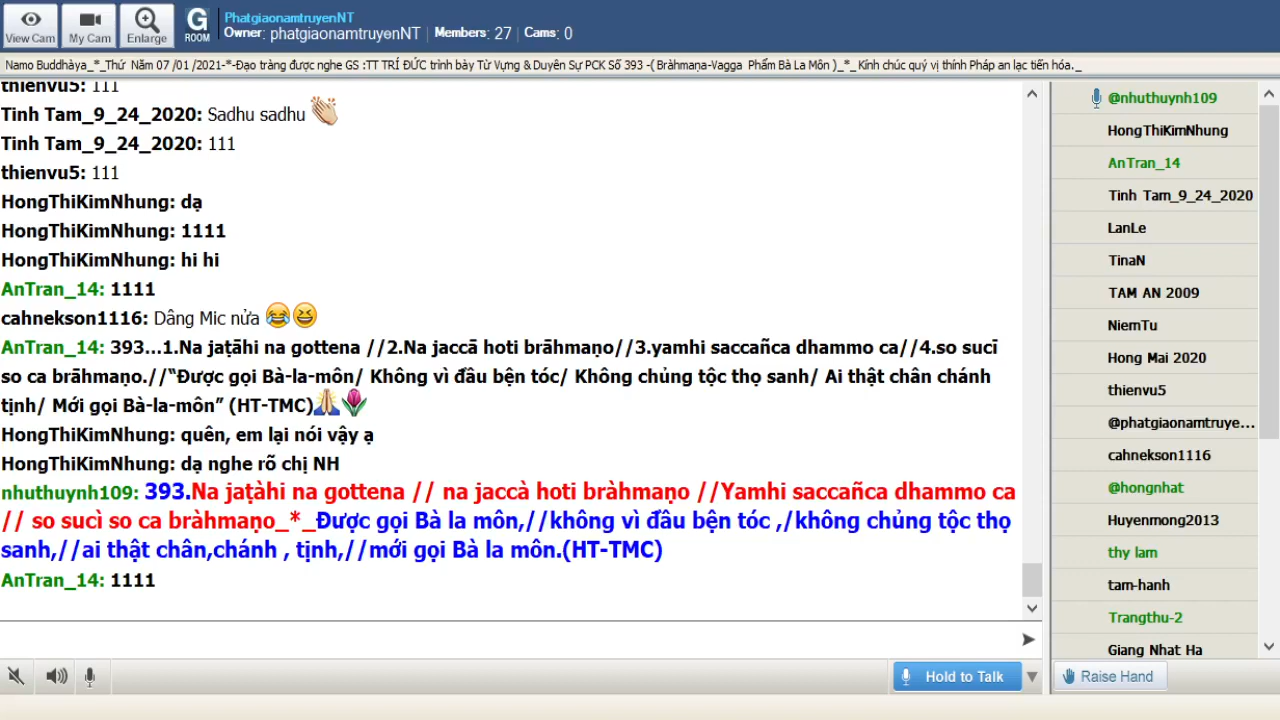 PhatgiaonamtruyenNT
Owner: phatgiaonamtruyenNT | Members: 27 | Cams: 0
View Cam
My Cam
Enlarge
G ROOM
Namo Buddhàya_*_Thứ Năm 07 /01 /2021-*-Đạo tràng được nghe GS :TT TRÍ ĐỨC trình bày Từ Vựng & Duyên Sự PCK Số 393 -( Bràhmaṇa-Vagga Phẩm Bà La Môn )_*_ Kính chúc quý vị thính Pháp an lạc tiến hóa._
thienvu5: 111
Tinh Tam_9_24_2020: Sadhu sadhu 👏
Tinh Tam_9_24_2020: 111
thienvu5: 111
HongThiKimNhung: dạ
HongThiKimNhung: 1111
HongThiKimNhung: hi hi
AnTran_14: 1111
cahnekson1116: Dâng Mic nửa 😂😆
AnTran_14: 393...1.Na jaṭāhi na gottena //2.Na jaccā hoti brāhmaṇo//3.yamhi saccañca dhammo ca//4.so sucī
so ca brāhmaṇo.//“Được gọi Bà-la-môn/ Không vì đầu bện tóc/ Không chủng tộc thọ sanh/ Ai thật chân chánh
tịnh/ Mới gọi Bà-la-môn” (HT-TMC)🙏🌷
HongThiKimNhung: quên, em lại nói vậy ạ
HongThiKimNhung: dạ nghe rõ chị NH
nhuthuynh109: 393.Na jaṭàhi na gottena // na jaccà hoti bràhmaṇo //Yamhi saccañca dhammo ca
// so sucì so ca bràhmaṇo_*_Được gọi Bà la môn,//không vì đầu bện tóc ,/không chủng tộc thọ
sanh,//ai thật chân,chánh , tịnh,//mới gọi Bà la môn.(HT-TMC)
AnTran_14: 1111
@nhuthuynh109
HongThiKimNhung
AnTran_14
Tinh Tam_9_24_2020
LanLe
TinaN
TAM AN 2009
NiemTu
Hong Mai 2020
thienvu5
@phatgiaonamtruye...
cahnekson1116
@hongnhat
Huyenmong2013
thy lam
tam-hanh
Trangthu-2
Giang Nhat Ha
Hold to Talk
Raise Hand